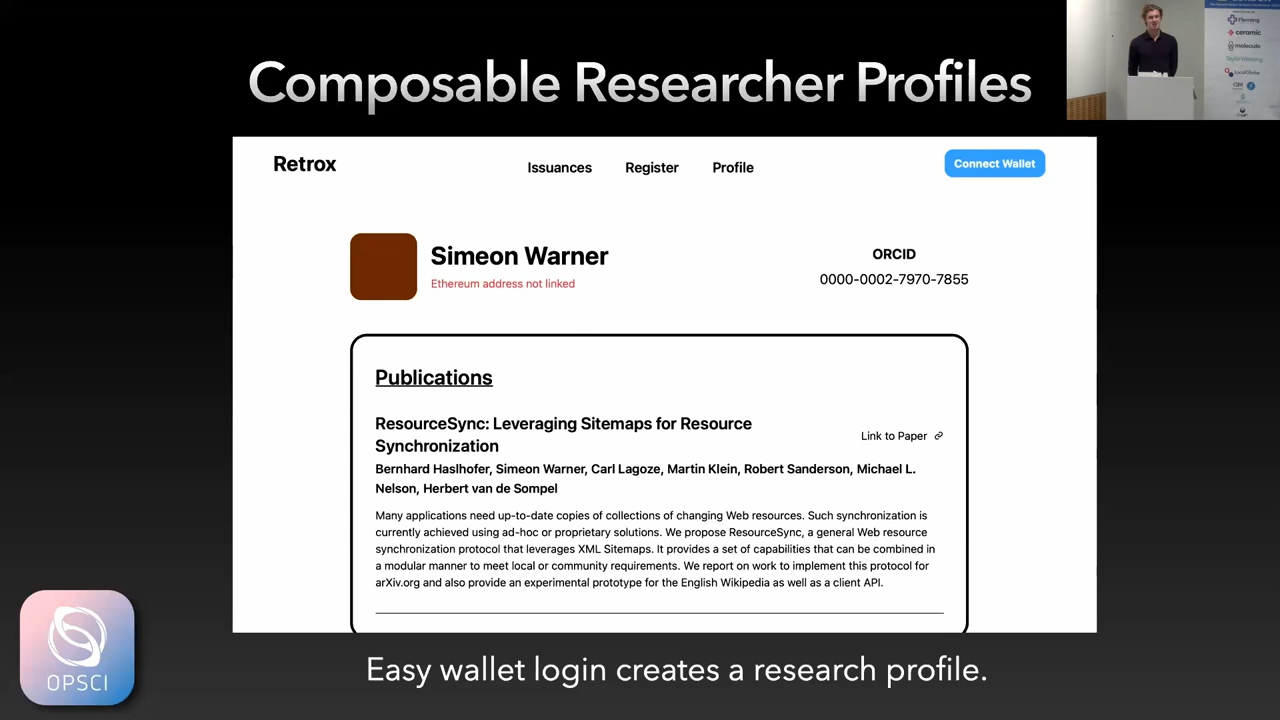 Composable Researcher Profiles
Fleming
ceramic
molecule
Retrox
Issuances
Register
Profile
Connect Wallet
Simeon Warner
Ethereum address not linked
ORCID
0000-0002-7970-7855
Publications
ResourceSync: Leveraging Sitemaps for Resource
Synchronization
Link to Paper
Bernhard Haslhofer, Simeon Warner, Carl Lagoze, Martin Klein, Robert Sanderson, Michael L.
Nelson, Herbert van de Sompel
Many applications need up-to-date copies of collections of changing Web resources. Such synchronization is
currently achieved using ad-hoc or proprietary solutions. We propose ResourceSync, a general Web resource
synchronization protocol that leverages XML Sitemaps. It provides a set of capabilities that can be combined in
a modular manner to meet local or community requirements. We report on work to implement this protocol for
arXiv.org and also provide an experimental prototype for the English Wikipedia as well as a client API.
OPSCI
Easy wallet login creates a research profile.